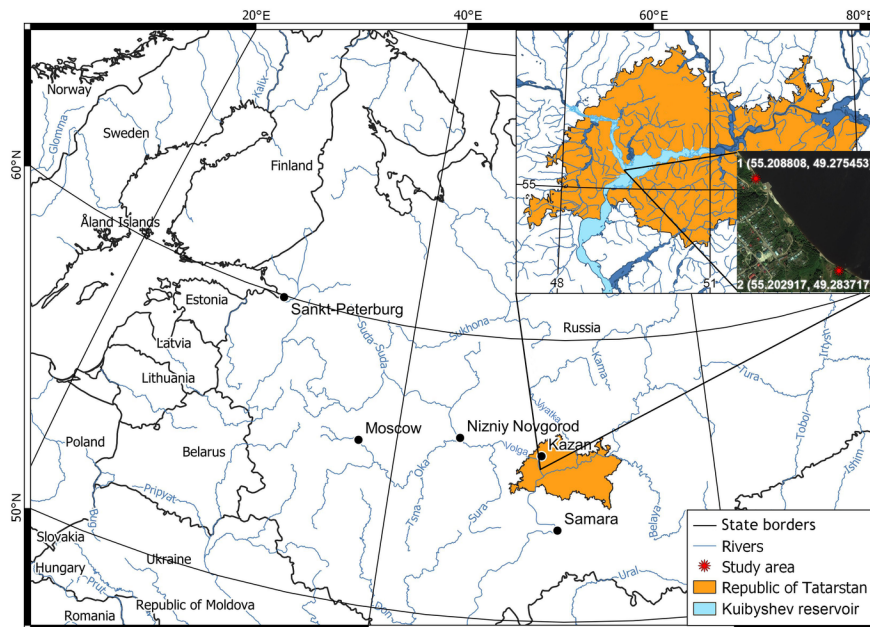 20°E
40°E
60°E
80°E
60°N
50°N
Norway
Glomma
Sweden
Kalix
Finland
Åland Islands
Estonia
Sankt-Peterburg
Latvia
Lithuania
Suda
Suda
Sukhona
Russia
Kama
Tura
Irtys
Tobol
Ishim
Poland
Belarus
Moscow
Nizniy Novgorod
Vyatka
Volga
Kazan
Oka
Tsna
Sura
Samara
Belaya
Ural
Pripyat
Bug
Slovakia
Hungary
Ukraine
Prut
Romania
Republic of Moldova
Don
55
48
51
1 (55.208808, 49.275453)
2 (55.202917, 49.283717)
State borders
Rivers
Study area
Republic of Tatarstan
Kuibyshev reservoir